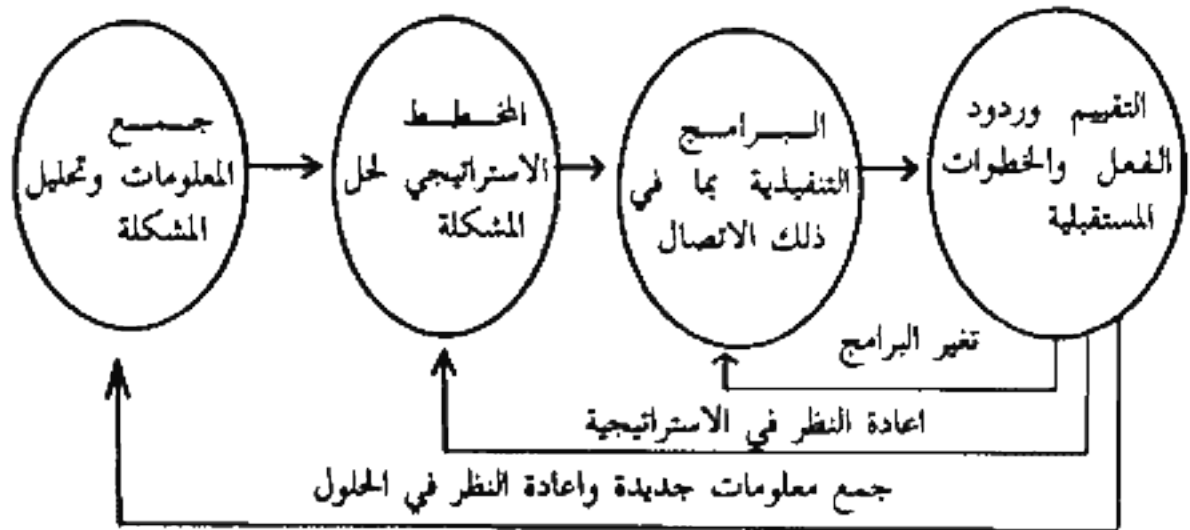 جمع
المعلومات وتحليل
المشكلة
المخطط
الاستراتيجي لحل
المشكلة
البرامج
التنفيذية بما في
ذلك الاتصال
التقييم وردود
الفعل والخطوات
المستقبلية
تغير البرامج
اعادة النظر في الاستراتيجية
جمع معلومات جديدة واعادة النظر في الحلول